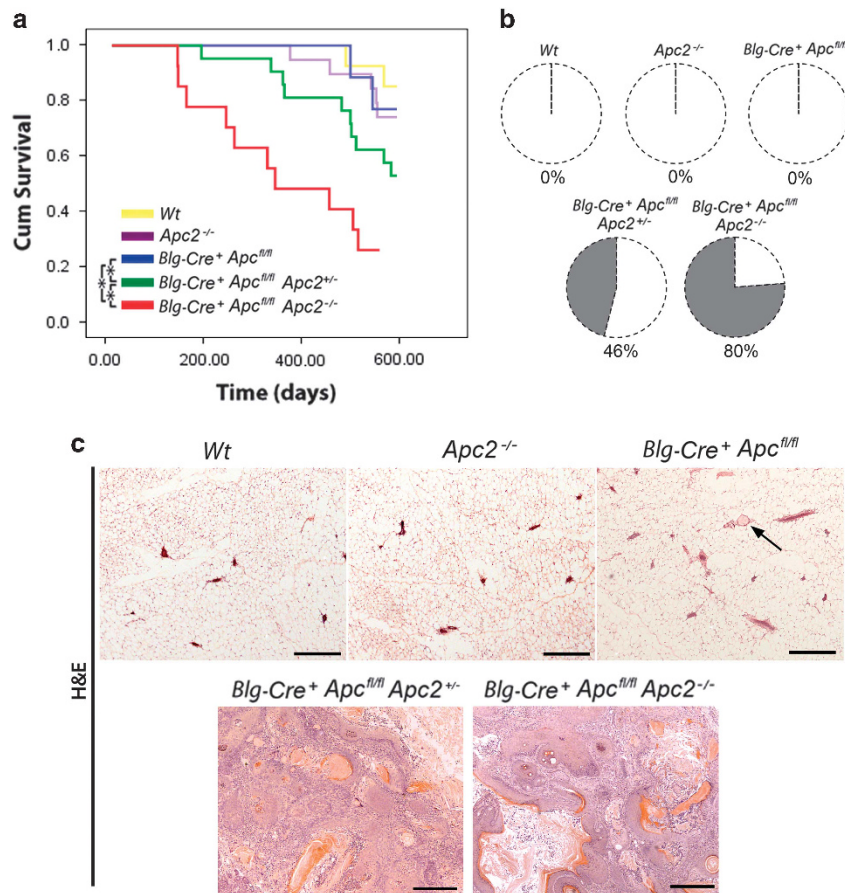 a
1.0
0.8
0.6
0.4
0.2
0.0
Cum Survival
Wt
Apc2-/-
Blg-Cre+ Apcfl/fl
Blg-Cre+ Apcfl/fl Apc2+/-
Blg-Cre+ Apcfl/fl Apc2-/-
*
*
*
0.00 200.00 400.00 600.00
Time (days)
b
Wt Apc2-/- Blg-Cre+ Apcfl/fl
0% 0% 0%
Blg-Cre+ Apcfl/fl
Apc2+/-
Blg-Cre+ Apcfl/fl
Apc2-/-
46% 80%
c
Wt Apc2-/- Blg-Cre+ Apcfl/fl
H&E
Blg-Cre+ Apcfl/fl Apc2+/- Blg-Cre+ Apcfl/fl Apc2-/-